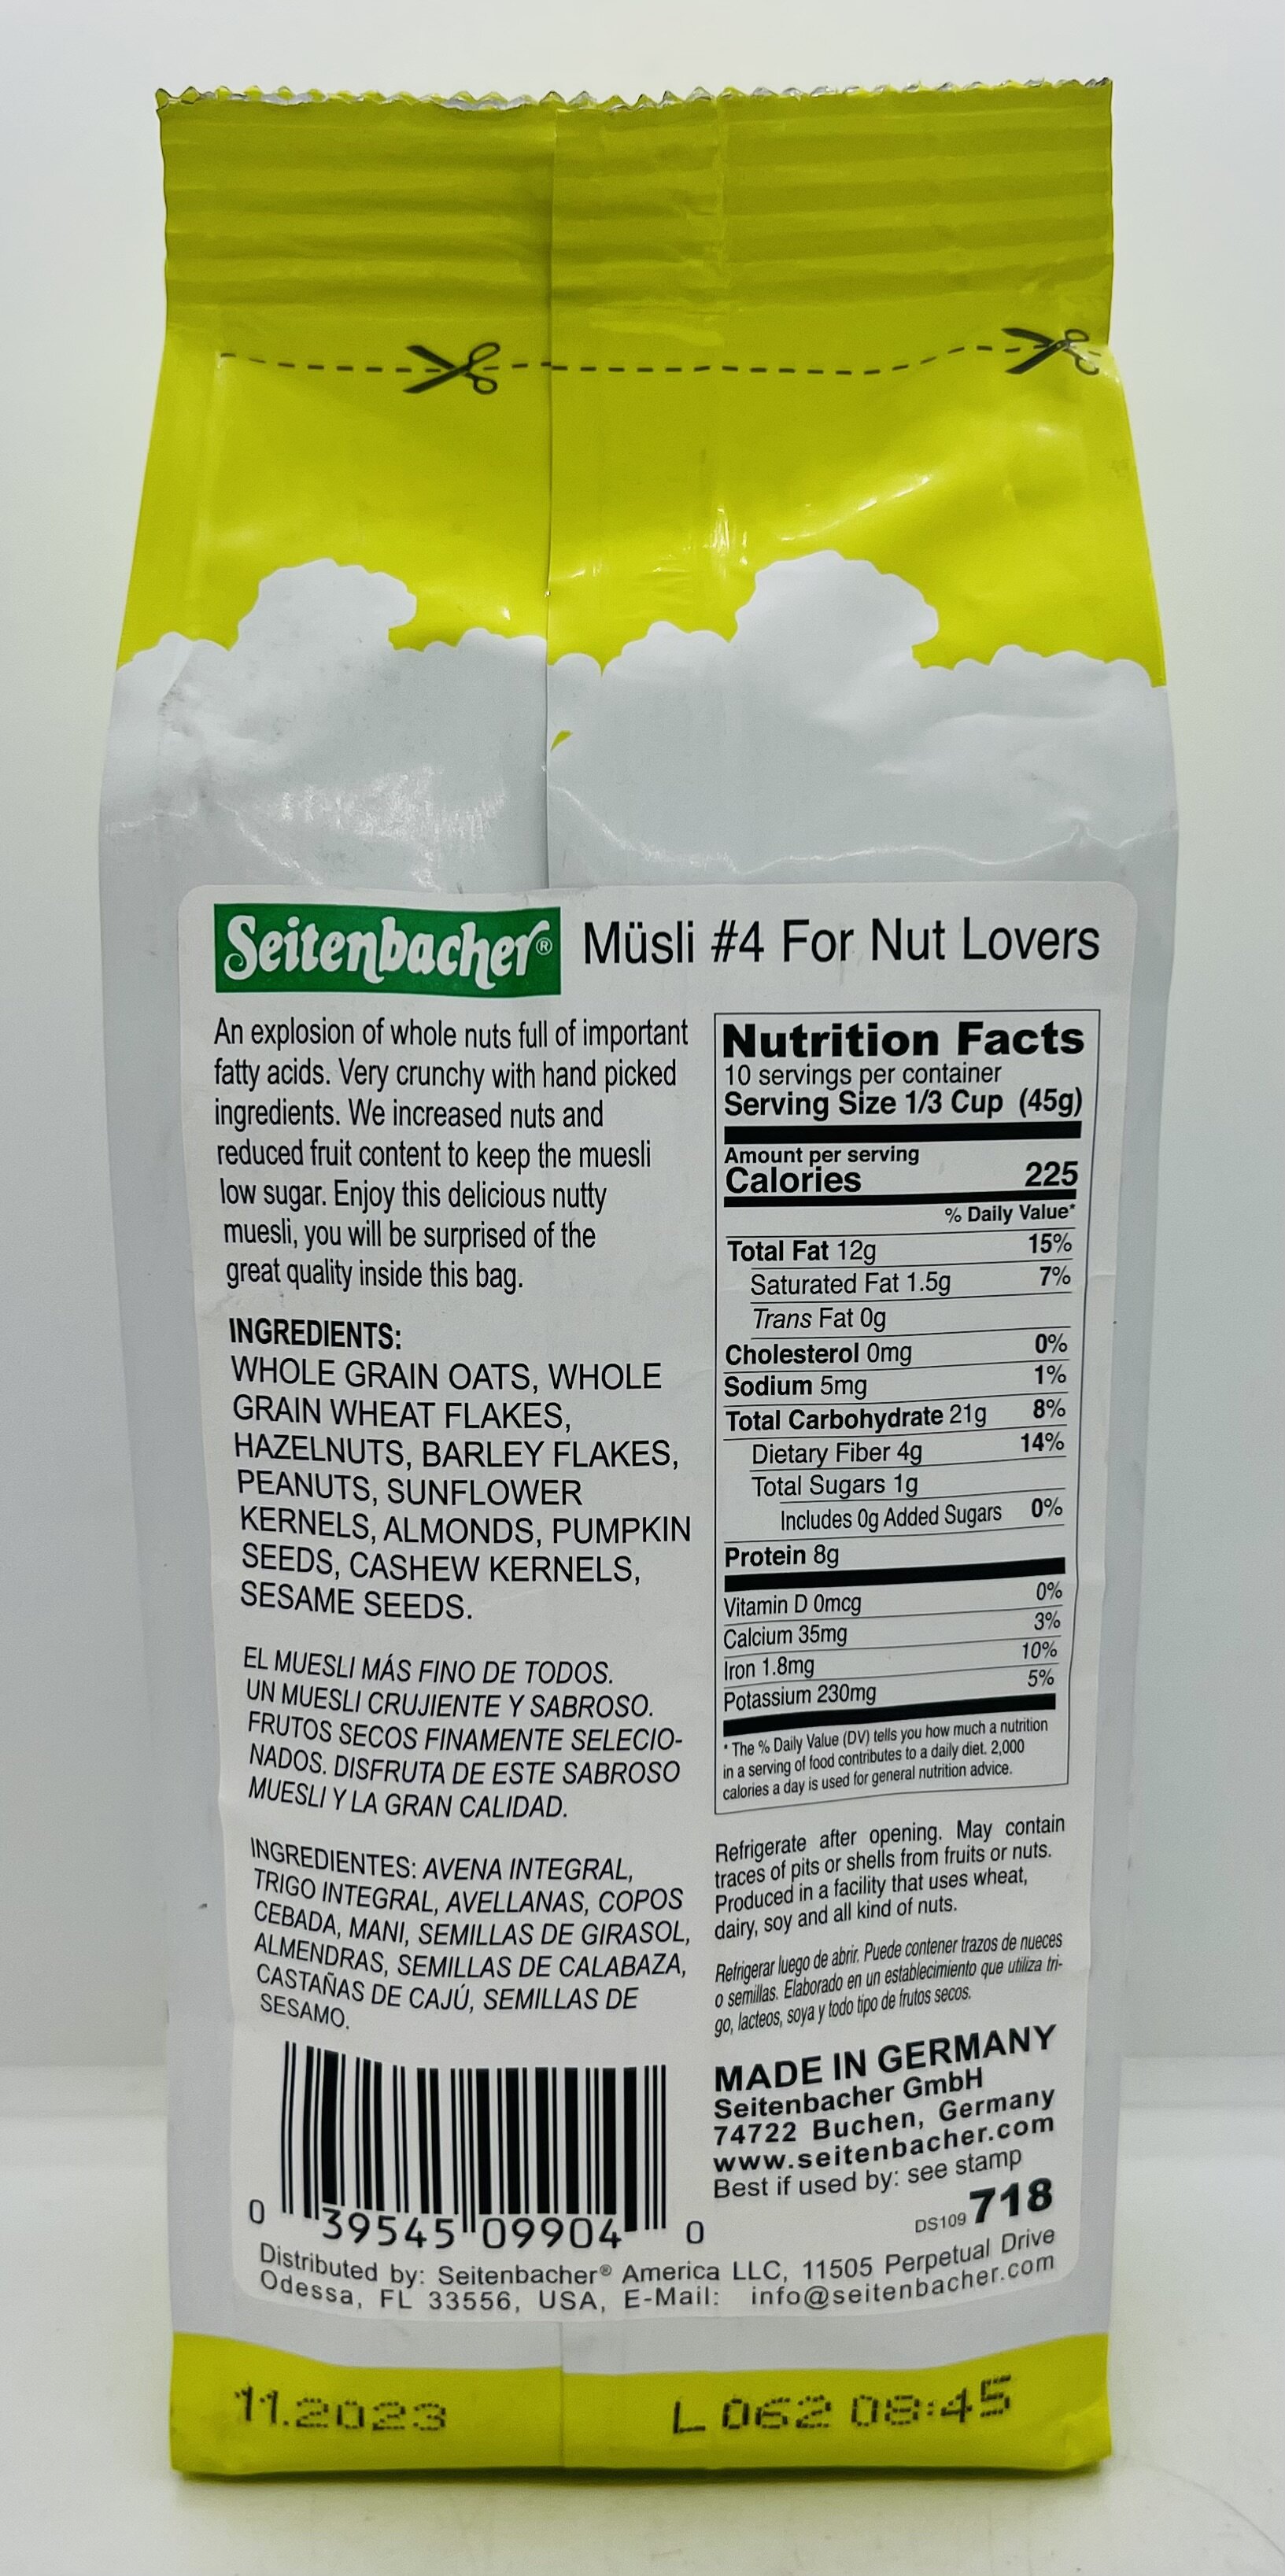 Seitenbacher® Müsli #4 For Nut Lovers
An explosion of whole nuts full of important
fatty acids. Very crunchy with hand picked
ingredients. We increased nuts and
reduced fruit content to keep the muesli
low sugar. Enjoy this delicious nutty
muesli, you will be surprised of the
great quality inside this bag.
INGREDIENTS:
WHOLE GRAIN OATS, WHOLE
GRAIN WHEAT FLAKES,
HAZELNUTS, BARLEY FLAKES,
PEANUTS, SUNFLOWER
KERNELS, ALMONDS, PUMPKIN
SEEDS, CASHEW KERNELS,
SESAME SEEDS.
EL MUESLI MÁS FINO DE TODOS.
UN MUESLI CRUJIENTE Y SABROSO.
FRUTOS SECOS FINAMENTE SELECIO-
NADOS. DISFRUTA DE ESTE SABROSO
MUESLI Y LA GRAN CALIDAD.
INGREDIENTES: AVENA INTEGRAL,
TRIGO INTEGRAL, AVELLANAS, COPOS
CEBADA, MANI, SEMILLAS DE GIRASOL,
ALMENDRAS, SEMILLAS DE CALABAZA,
CASTAÑAS DE CAJÚ, SEMILLAS DE
SESAMO.
0 39545 09904 0
Nutrition Facts
10 servings per container
Serving Size 1/3 Cup (45g)
Amount per serving
Calories 225
% Daily Value*
Total Fat 12g 15%
Saturated Fat 1.5g 7%
Trans Fat 0g
Cholesterol 0mg 0%
Sodium 5mg 1%
Total Carbohydrate 21g 8%
Dietary Fiber 4g 14%
Total Sugars 1g
Includes 0g Added Sugars 0%
Protein 8g
Vitamin D 0mcg 0%
Calcium 35mg 3%
Iron 1.8mg 10%
Potassium 230mg 5%
* The % Daily Value (DV) tells you how much a nutrition
in a serving of food contributes to a daily diet. 2,000
calories a day is used for general nutrition advice.
Refrigerate after opening. May contain
traces of pits or shells from fruits or nuts.
Produced in a facility that uses wheat,
dairy, soy and all kind of nuts.
Refrigerar luego de abrir. Puede contener trazos de nueces
o semillas. Elaborado en un establecimiento que utiliza tri-
go, lacteos, soya y todo tipo de frutos secos.
MADE IN GERMANY
Seitenbacher GmbH
74722 Buchen, Germany
www.seitenbacher.com
Best if used by: see stamp
DS109 718
Distributed by: Seitenbacher® America LLC, 11505 Perpetual Drive
Odessa, FL 33556, USA, E-Mail: info@seitenbacher.com
11.2023 L 062 08:45